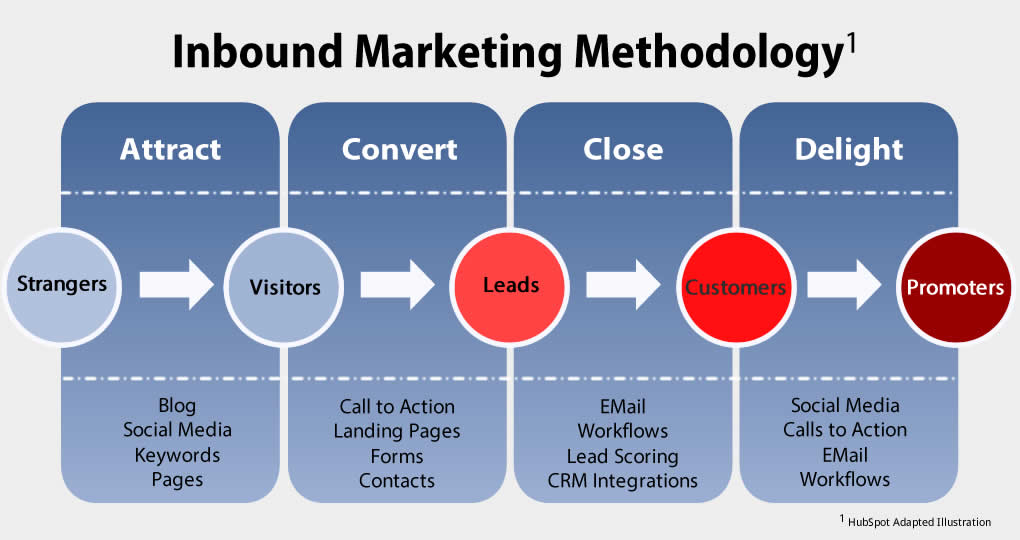 Inbound Marketing Methodology¹
Attract
Convert
Close
Delight
Strangers
Visitors
Leads
Customers
Promoters
Blog
Social Media
Keywords
Pages
Call to Action
Landing Pages
Forms
Contacts
EMail
Workflows
Lead Scoring
CRM Integrations
Social Media
Calls to Action
EMail
Workflows
¹ HubSpot Adapted Illustration